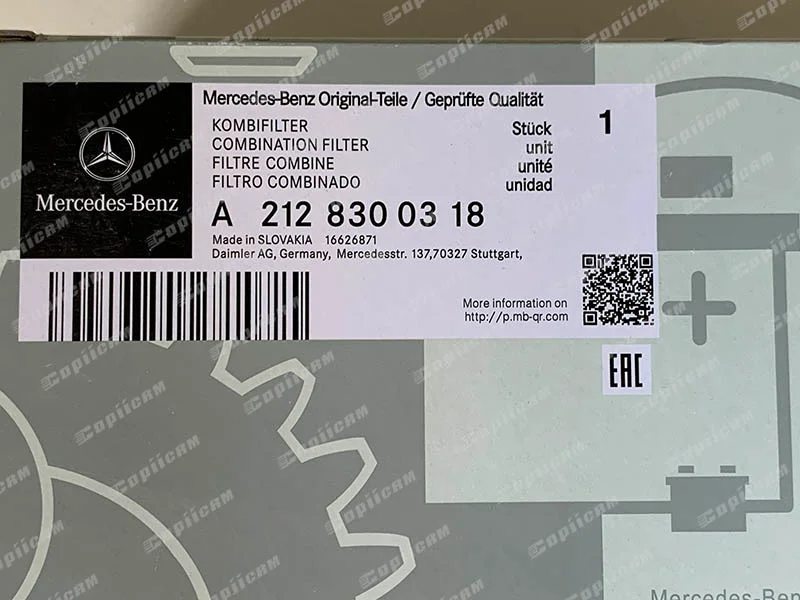 Mercedes-Benz Original-Teile / Geprüfte Qualität
KOMBIFILTER Stück 1
COMBINATION FILTER unit
FILTRE COMBINE unité
FILTRO COMBINADO unidad
Mercedes-Benz
A 212 830 03 18
Made in SLOVAKIA 16626871
Daimler AG, Germany, Mercedesstr. 137,70327 Stuttgart,
More information on
http://p.mb-qr.com
EAC
CopiiCAM